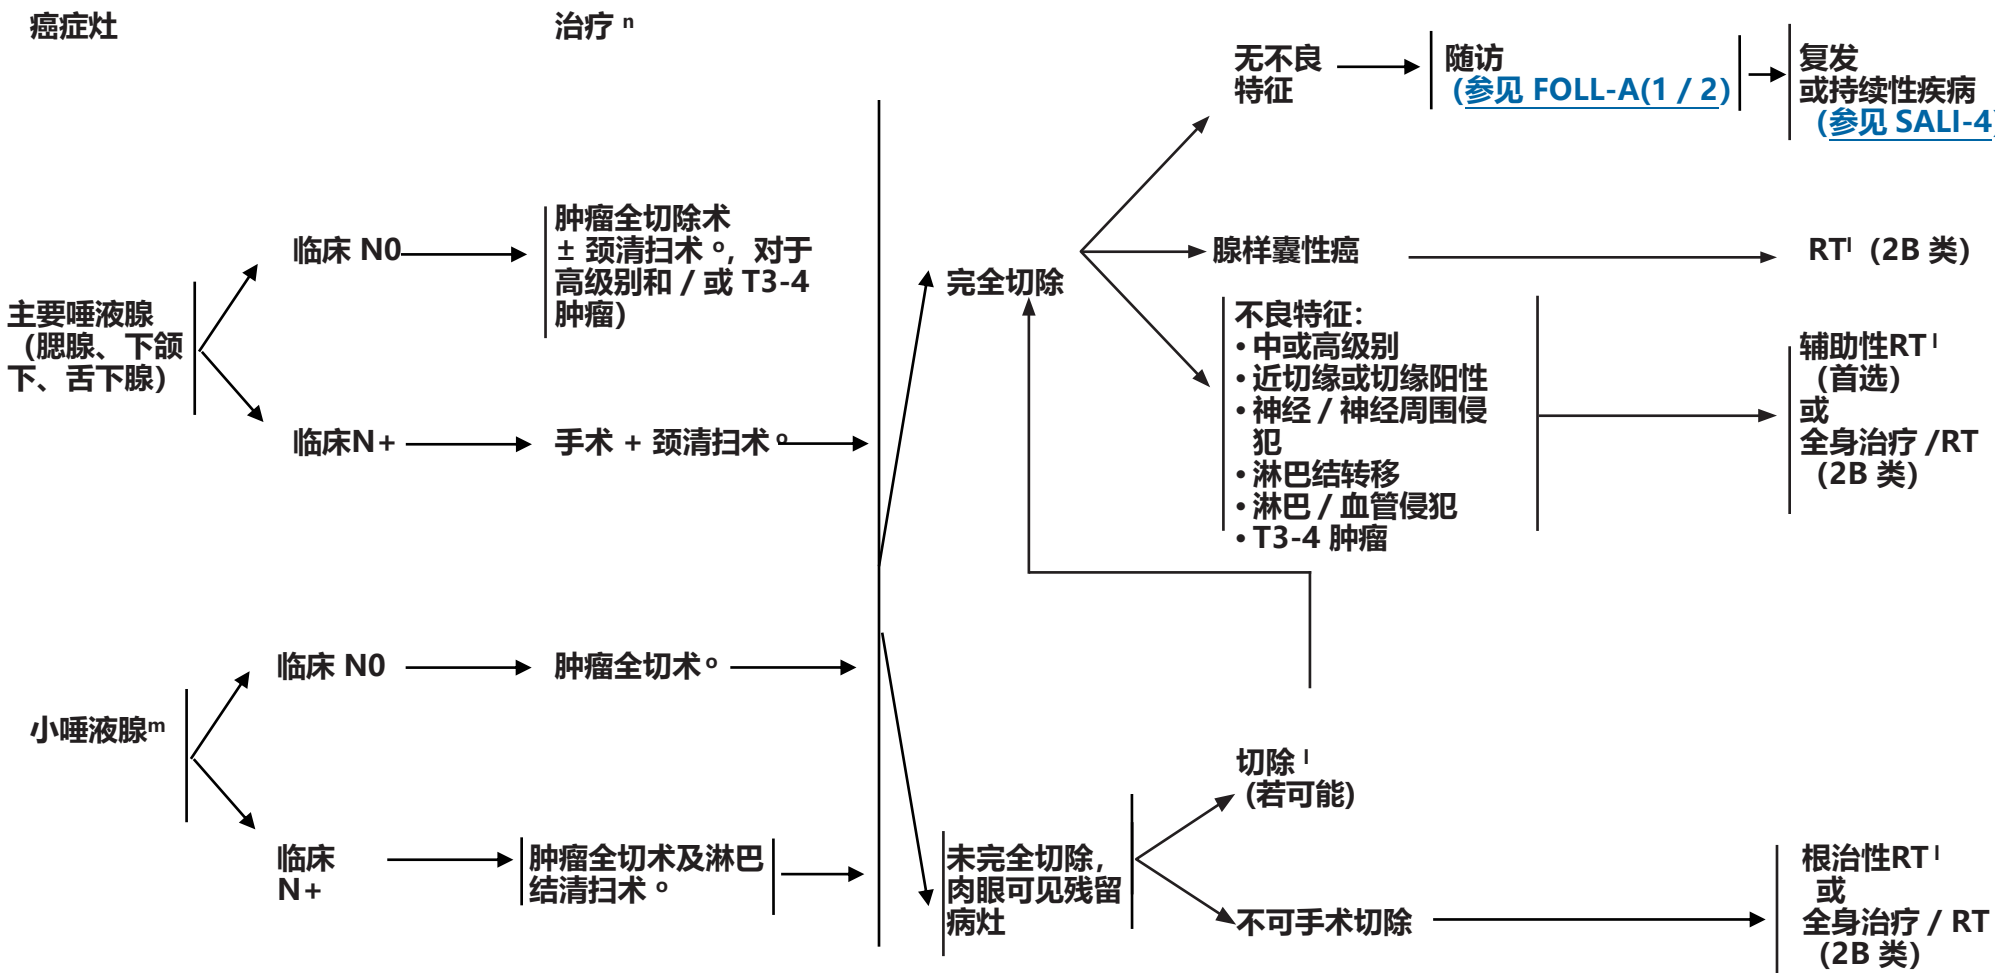 癌症灶
治疗 n
主要唾液腺
（腮腺、下颌
下、舌下腺）
临床 N0
肿瘤全切除术
± 颈清扫术 o，对于
高级别和 / 或 T3-4
肿瘤）
临床N+
手术 + 颈清扫术 o
小唾液腺m
临床 N0
肿瘤全切术 o
临床
N+
肿瘤全切术及淋巴
结清扫术 o
完全切除
无不良
特征
随访
（参见 FOLL-A(1 / 2)
复发
或持续性疾病
（参见 SALI-4）
腺样囊性癌
RTl（2B 类）
不良特征：
• 中或高级别
• 近切缘或切缘阳性
• 神经 / 神经周围侵
犯
• 淋巴结转移
• 淋巴 / 血管侵犯
• T3-4 肿瘤
辅助性RT l
（首选）
或
全身治疗 /RT
（2B 类）
未完全切除，
肉眼可见残留
病灶
切除 l
(若可能)
不可手术切除
根治性RT l
或
全身治疗 / RT
(2B 类）